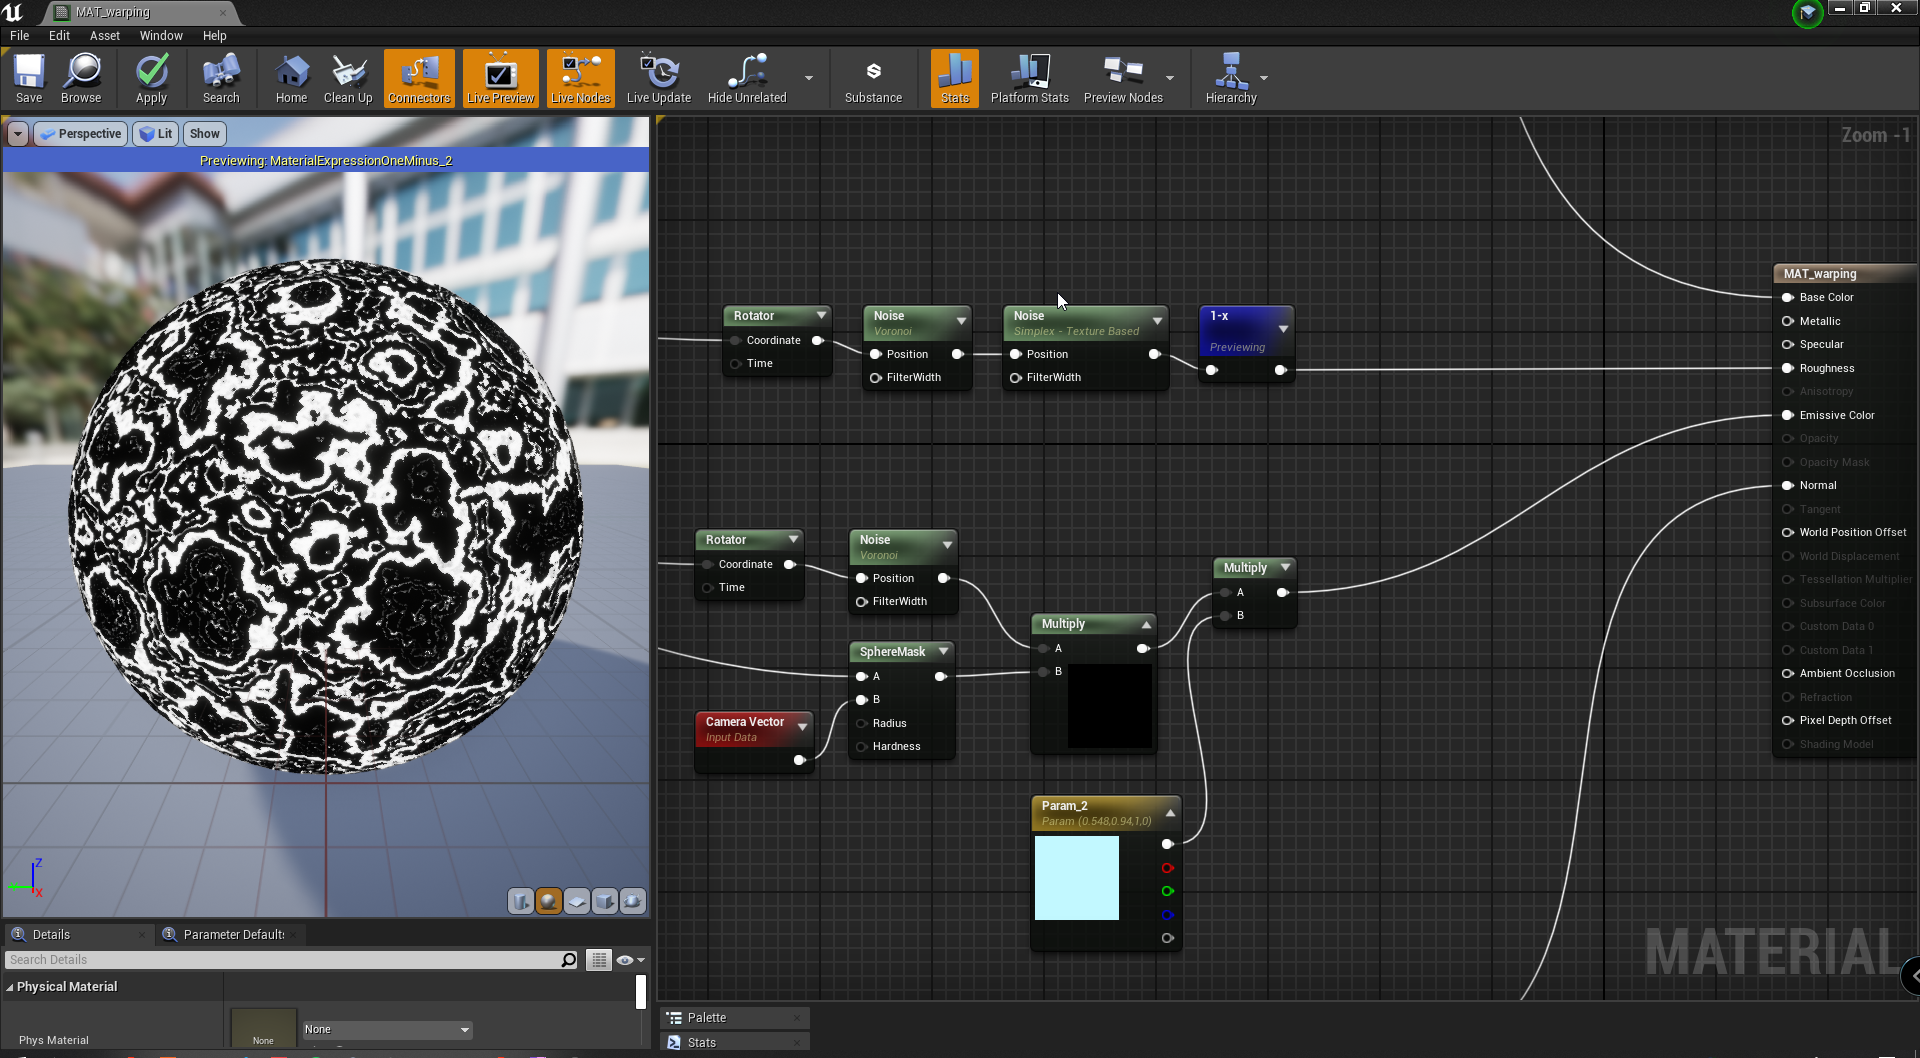 MAT_warping
File Edit Asset Window Help
Save Browse Apply Search Home Clean Up Connectors Live Preview Live Nodes Live Update Hide Unrelated Substance Stats Platform Stats Preview Nodes Hierarchy
Perspective Lit Show
Previewing: MaterialExpressionOneMinus_2
Zoom -1
Rotator
Coordinate
Time
Noise
Voronoi
Position
FilterWidth
Noise
Simplex - Texture Based
Position
FilterWidth
1-x
Previewing
MAT_warping
Base Color
Metallic
Specular
Roughness
Anisotropy
Emissive Color
Opacity
Opacity Mask
Normal
Tangent
World Position Offset
World Displacement
Tessellation Multiplier
Subsurface Color
Custom Data 0
Custom Data 1
Ambient Occlusion
Refraction
Pixel Depth Offset
Shading Model
Rotator
Coordinate
Time
Noise
Voronoi
Position
FilterWidth
SphereMask
A
B
Radius
Hardness
Camera Vector
Input Data
Multiply
A
B
Multiply
A
B
Param_2
Param (0.548,0.94,1,0)
MATERIAL
Z
X
Details
Parameter Defaults
Search Details
Physical Material
Phys Material
None
None
Palette
Stats